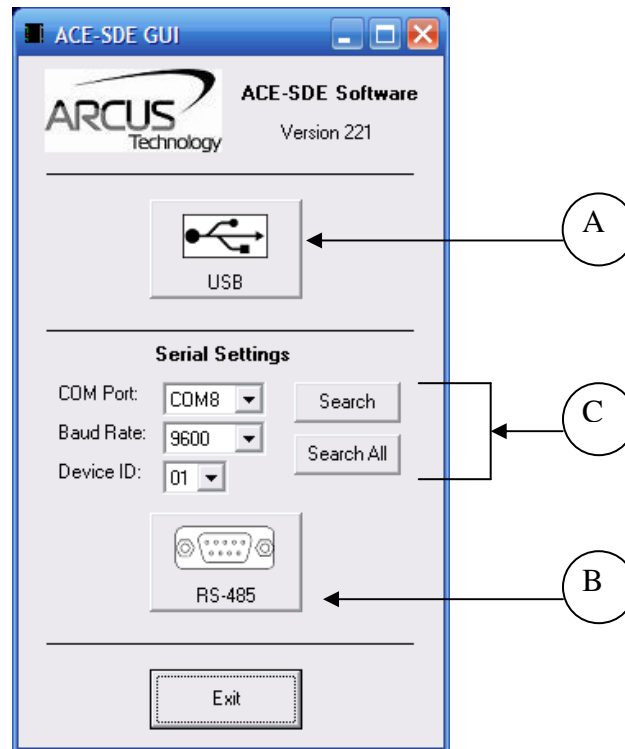 ACE-SDE GUI
ARCUS
Technology
ACE-SDE Software
Version 221
A
USB
Serial Settings
COM Port: COM8 Search
Baud Rate: 9600 Search All
Device ID: 01
C
RS-485
B
Exit